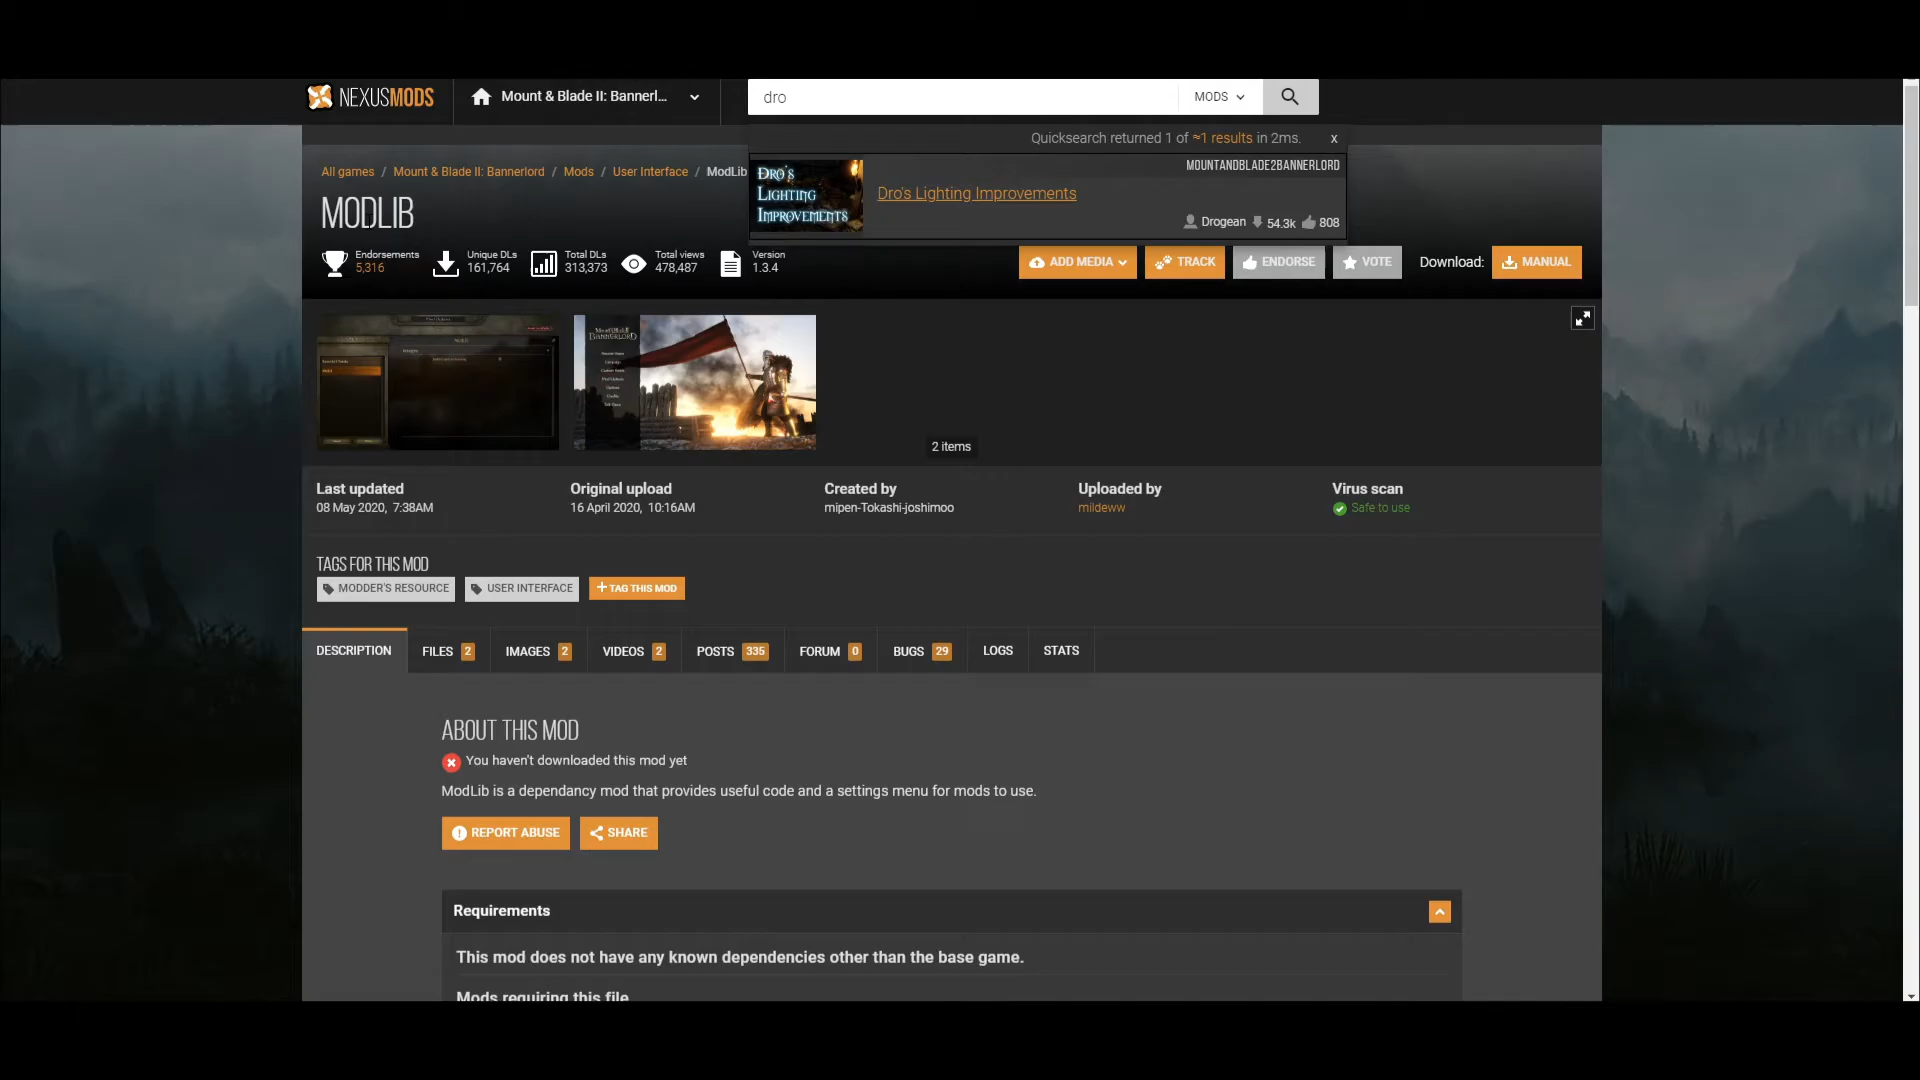 NEXUSMODS
Mount & Blade II: Bannerl...
dro
MODS
Quicksearch returned 1 of ≈1 results in 2ms.
x
DRO'S
LIGHTING
IMPROVEMENTS
MOUNTANDBLADE2BANNERLORD
Dro's Lighting Improvements
Drogean 54.3k 808
All games / Mount & Blade II: Bannerlord / Mods / User Interface / ModLib
MODLIB
Endorsements
5,316
Unique DLs
161,764
Total DLs
313,373
Total views
478,487
Version
1.3.4
ADD MEDIA
TRACK
ENDORSE
VOTE
Download:
MANUAL
BANNERLORD
2 items
Last updated
08 May 2020, 7:38AM
Original upload
16 April 2020, 10:16AM
Created by
mipen-Tokashi-joshimoo
Uploaded by
mildeww
Virus scan
Safe to use
TAGS FOR THIS MOD
MODDER'S RESOURCE
USER INTERFACE
+ TAG THIS MOD
DESCRIPTION
FILES 2
IMAGES 2
VIDEOS 2
POSTS 335
FORUM 0
BUGS 29
LOGS
STATS
ABOUT THIS MOD
You haven't downloaded this mod yet
ModLib is a dependancy mod that provides useful code and a settings menu for mods to use.
REPORT ABUSE
SHARE
Requirements
This mod does not have any known dependencies other than the base game.
Mods requiring this file